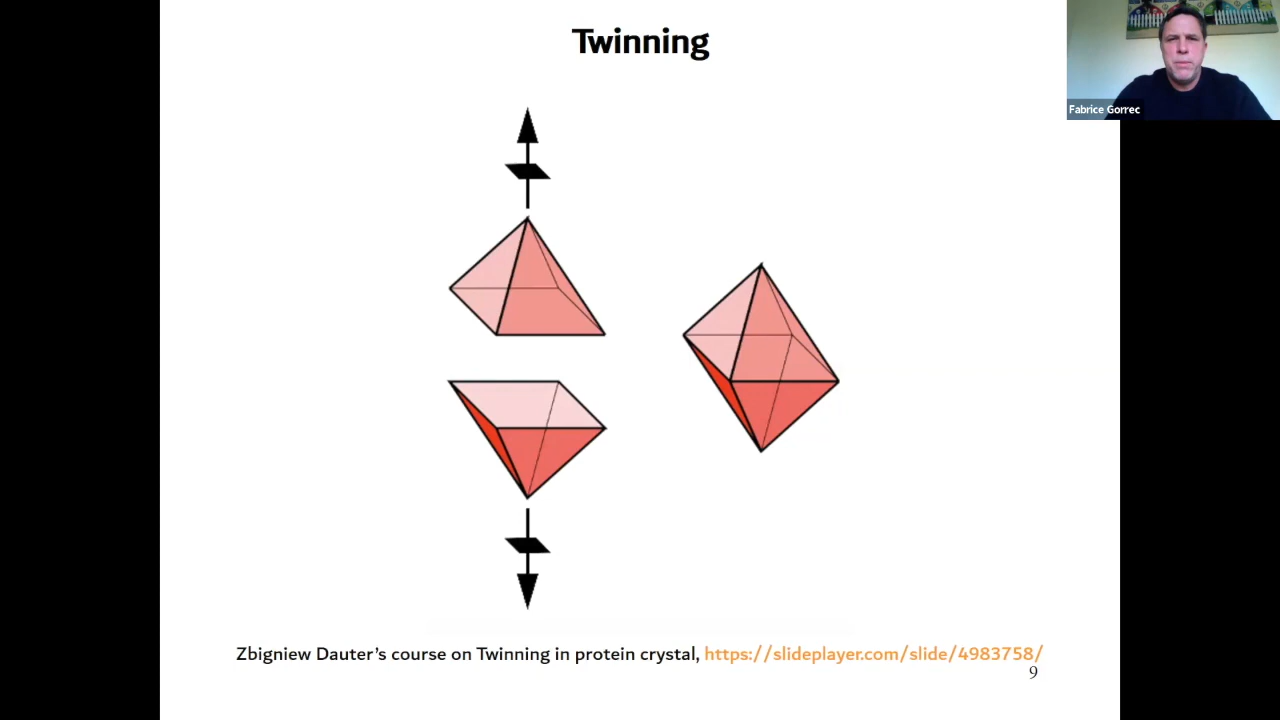 Twinning
Fabrice Gorrec
Zbigniew Dauter’s course on Twinning in protein crystal, https://slideplayer.com/slide/4983758/
9